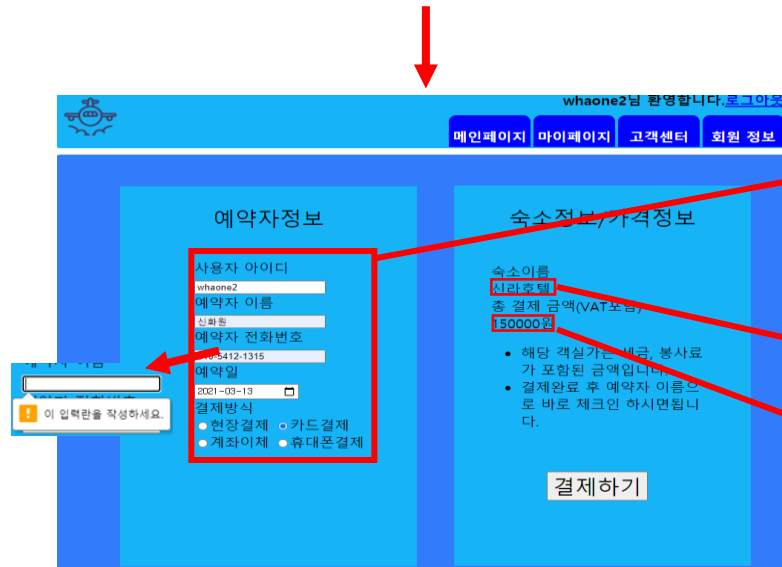 whaone2님 환영합니다.로그아웃
메인페이지 마이페이지 고객센터 회원 정보
예약자정보
사용자 아이디
whaone2
예약자 이름
신화원
예약자 전화번호
5412-1315
예약일
2021-03-13
결제방식
현장결제 카드결제
계좌이체 휴대폰결제
이 입력란을 작성하세요.
숙소정보/가격정보
숙소이름
신라호텔
총 결제 금액(VAT포함)
150000원
해당 객실가는 세금, 봉사료
가 포함된 금액입니다.
결제완료 후 예약자 이름으
로 바로 체크인 하시면됩니
다.
결제하기